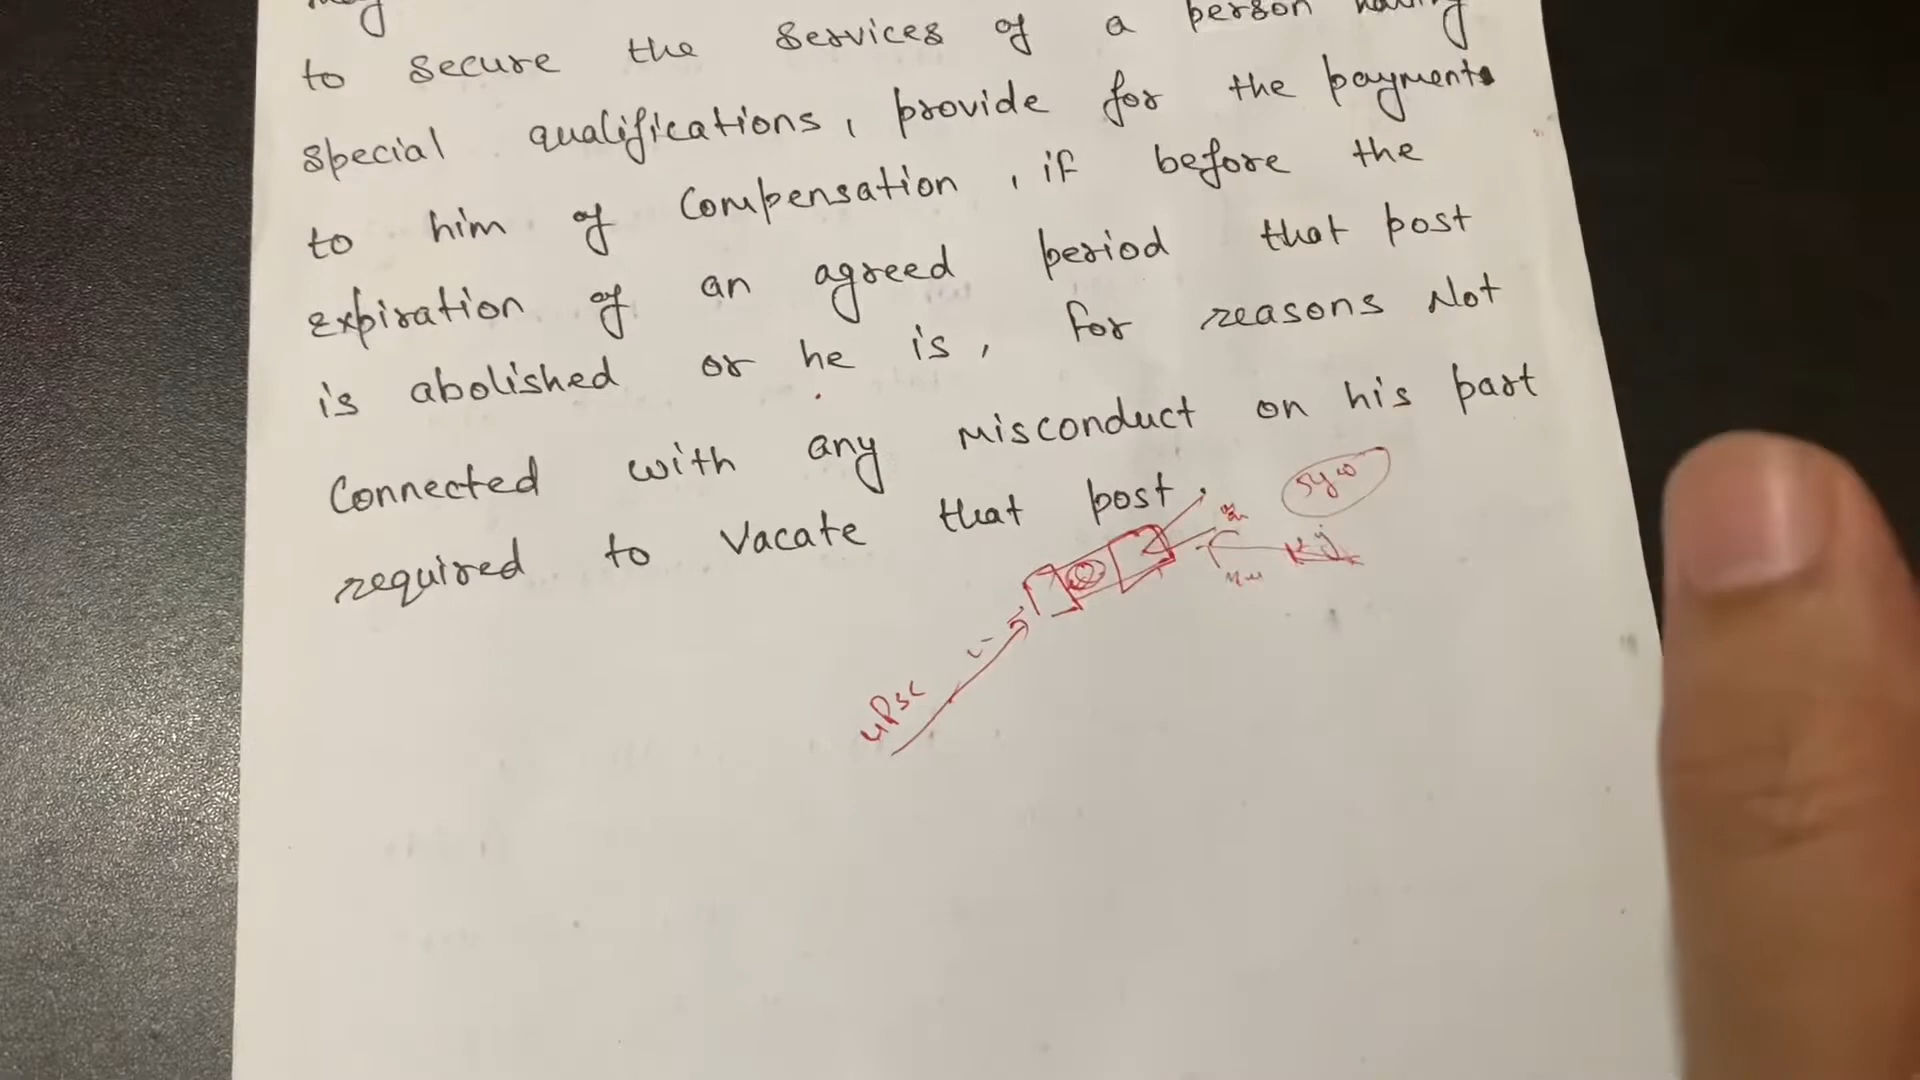 to secure the services of a person having
special qualifications, provide for the payments
to him of Compensation, if before the
expiration of an agreed period that post
is abolished or he is, for reasons Not
Connected with any Misconduct on his part
required to Vacate that post.
5yrs
UPSC